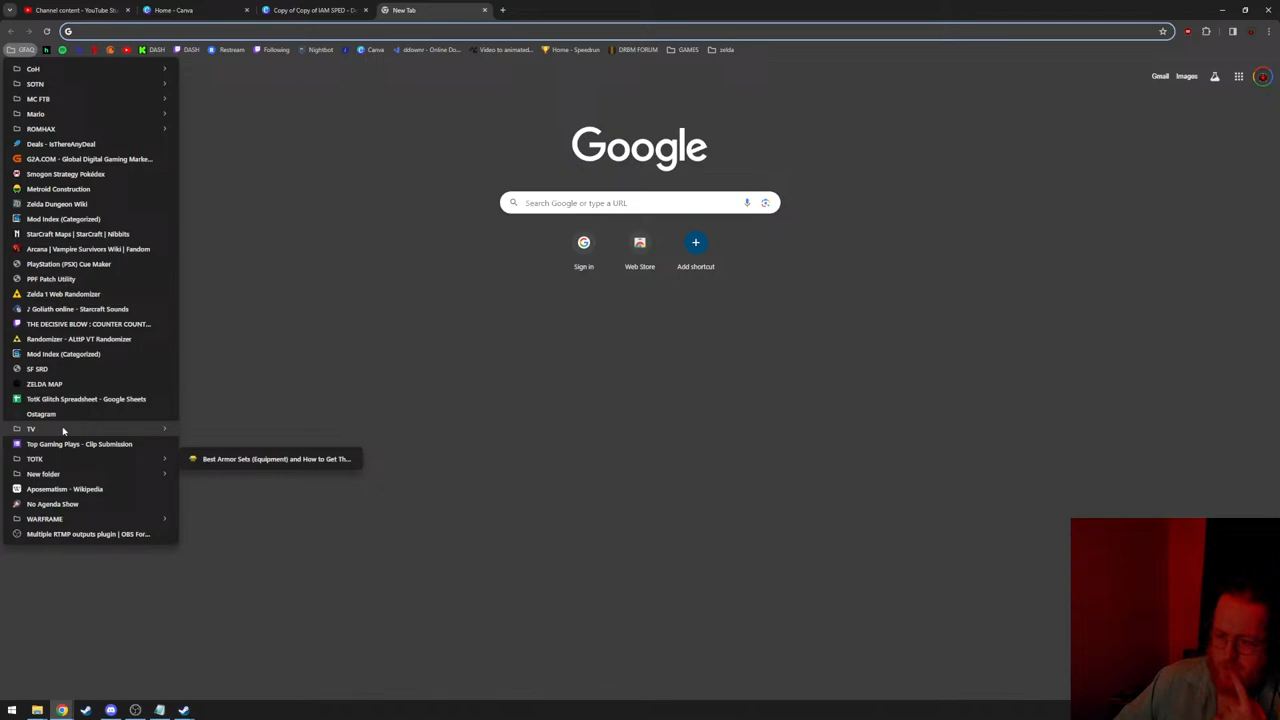 Channel content - YouTube Stu
Home - Canva
Copy of Copy of IAM SPED - D
New Tab
GFAQ
DASH
DASH
Restream
Following
Nightbot
Canva
ddownr - Online Do...
Video to animated...
Home - Speedrun
DRBM FORUM
GAMES
zelda
Gmail
Images
CoH
SOTN
MC FTB
Mario
ROMHAX
Deals - IsThereAnyDeal
G2A.COM - Global Digital Gaming Marke...
Smogon Strategy Pokédex
Metroid Construction
Zelda Dungeon Wiki
Mod Index (Categorized)
StarCraft Maps | StarCraft | Nibbits
Arcana | Vampire Survivors Wiki | Fandom
PlayStation (PSX) Cue Maker
PPF Patch Utility
Zelda 1 Web Randomizer
♪ Goliath online - Starcraft Sounds
THE DECISIVE BLOW : COUNTER COUNT...
Randomizer - ALttP VT Randomizer
Mod Index (Categorized)
SF SRD
ZELDA MAP
TotK Glitch Spreadsheet - Google Sheets
Ostagram
TV
Top Gaming Plays - Clip Submission
TOTK
New folder
Aposematism - Wikipedia
No Agenda Show
WARFRAME
Multiple RTMP outputs plugin | OBS For...
Best Armor Sets (Equipment) and How to Get Th...
Google
Search Google or type a URL
Sign in
Web Store
Add shortcut